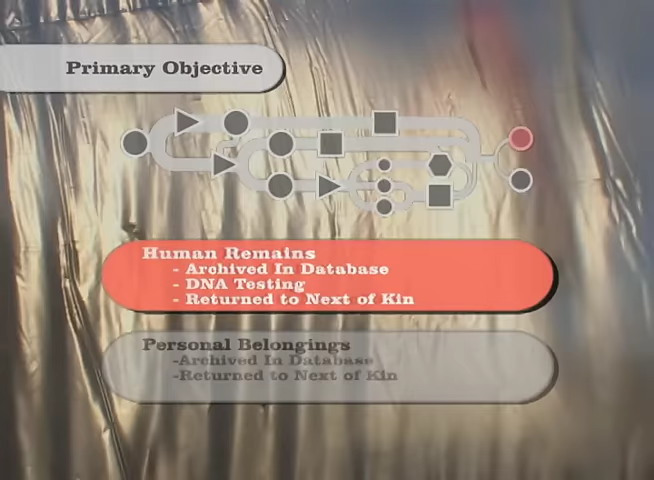 Primary Objective
Human Remains
- Archived In Database
- DNA Testing
- Returned to Next of Kin
Personal Belongings
-Archived In Database
-Returned to Next of Kin